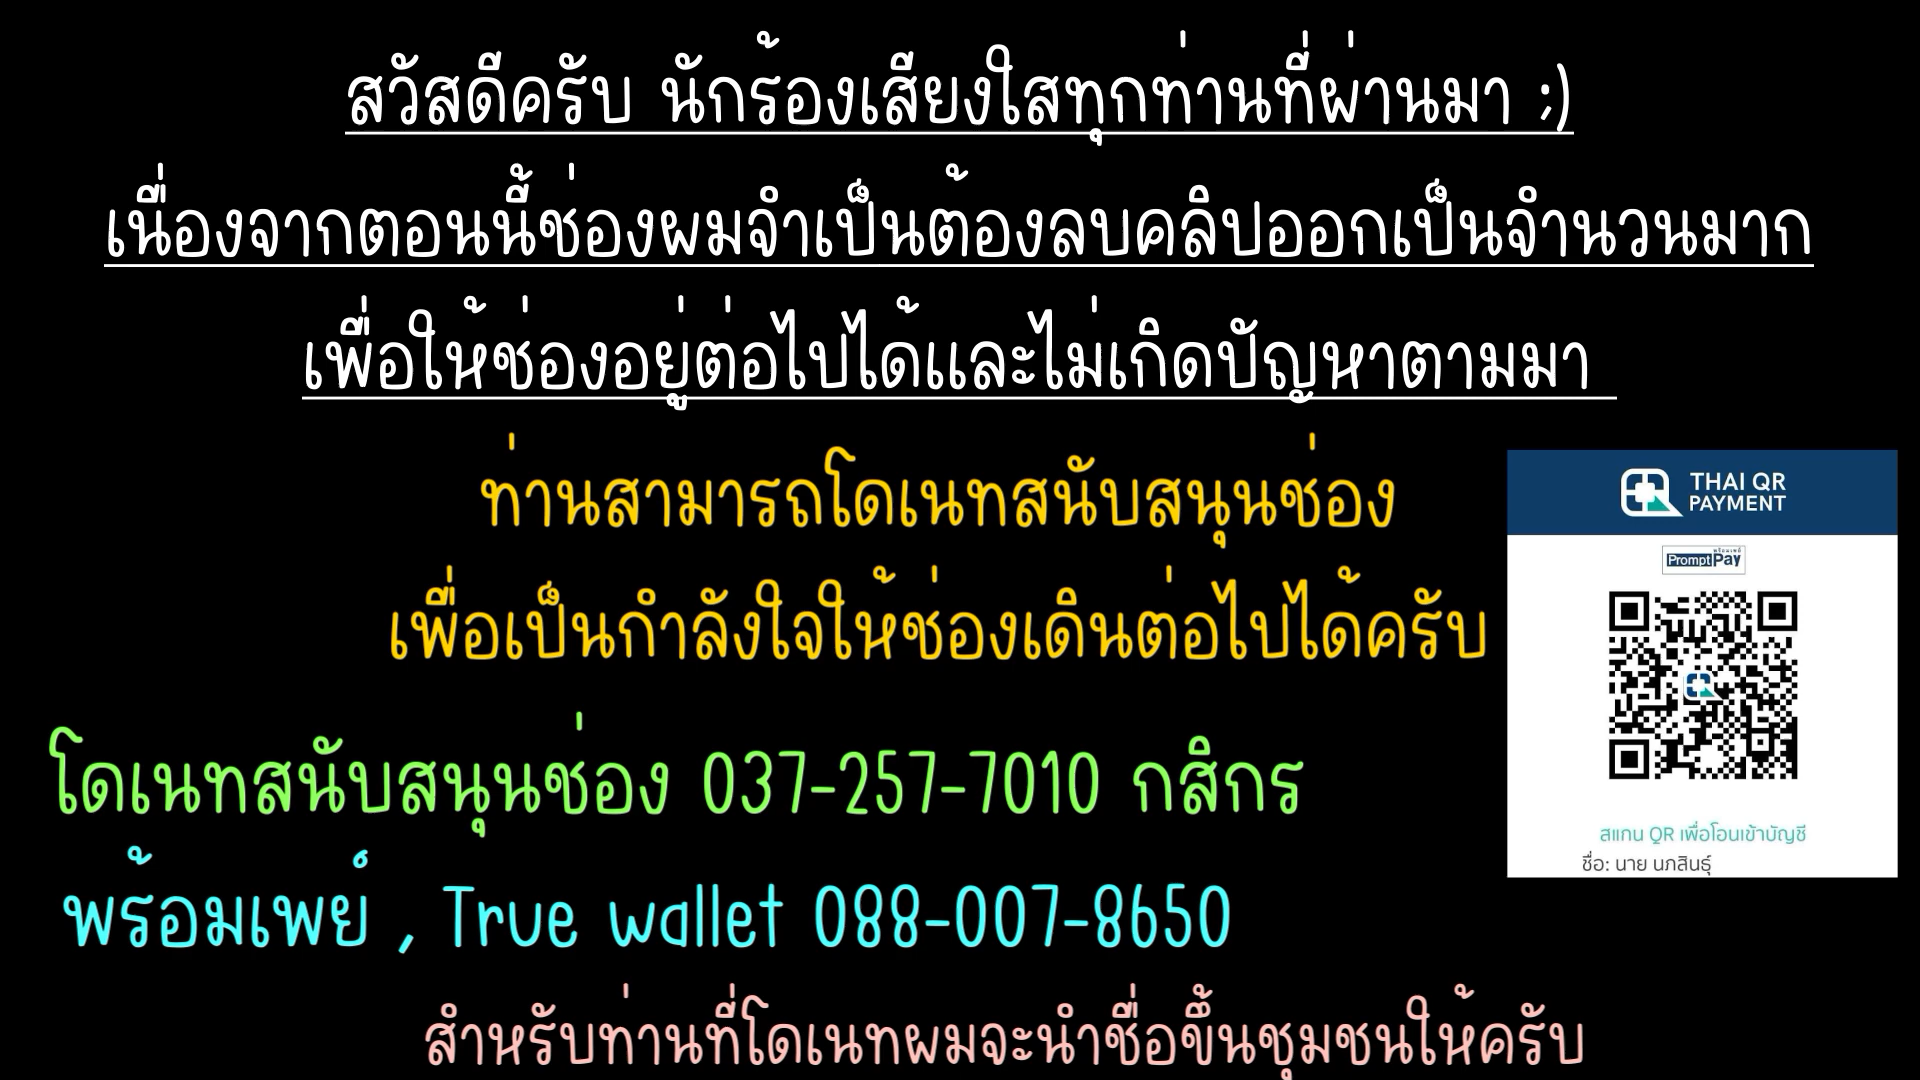 สวัสดีครับ นักร้องเสียงใสทุกท่านที่ผ่านมา ;)
เนื่องจากตอนนี้ช่องผมจำเป็นต้องลบคลิปออกเป็นจำนวนมาก
เพื่อให้ช่องอยู่ต่อไปได้และไม่เกิดปัญหาตามมา
ท่านสามารถโดเนทสนับสนุนช่อง
เพื่อเป็นกำลังใจให้ช่องเดินต่อไปได้ครับ
THAI QR
PAYMENT
พร้อมเพย์
PromptPay
โดเนทสนับสนุนช่อง 037-257-7010 กสิกร
พร้อมเพย์ , True wallet 088-007-8650
สแกน QR เพื่อโอนเข้าบัญชี
ชื่อ: นาย นภสินธุ์
สำหรับท่านที่โดเนทผมจะนำชื่อขึ้นชุมชนให้ครับ